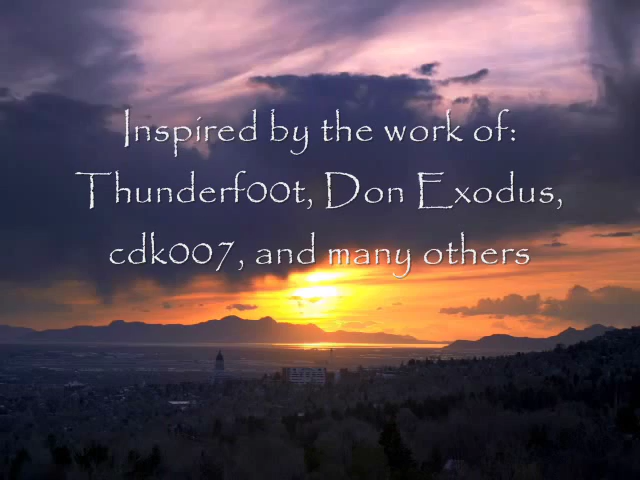 Inspired by the work of:
Thunderf00t, Don Exodus,
cdk007, and many others